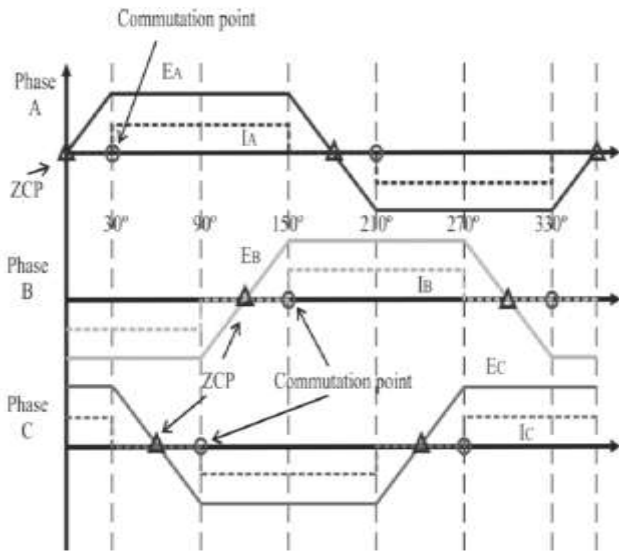 Commutation point
Phase
A
EA
IA
ZCP
30° 90° 150° 210° 270° 330°
Phase
B
EB
IB
ZCP
Commutation point
Phase
C
EC
IC